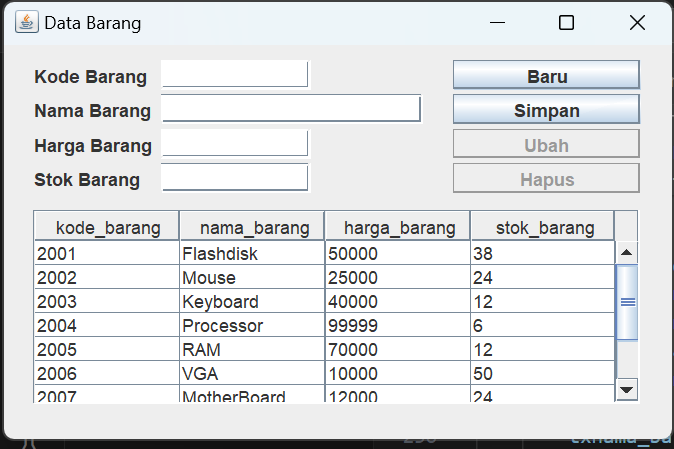 Data Barang
Kode Barang Baru
Nama Barang Simpan
Harga Barang Ubah
Stok Barang Hapus
kode_barang nama_barang harga_barang stok_barang
2001 Flashdisk 50000 38
2002 Mouse 25000 24
2003 Keyboard 40000 12
2004 Processor 99999 6
2005 RAM 70000 12
2006 VGA 10000 50
2007 MotherBoard 12000 24